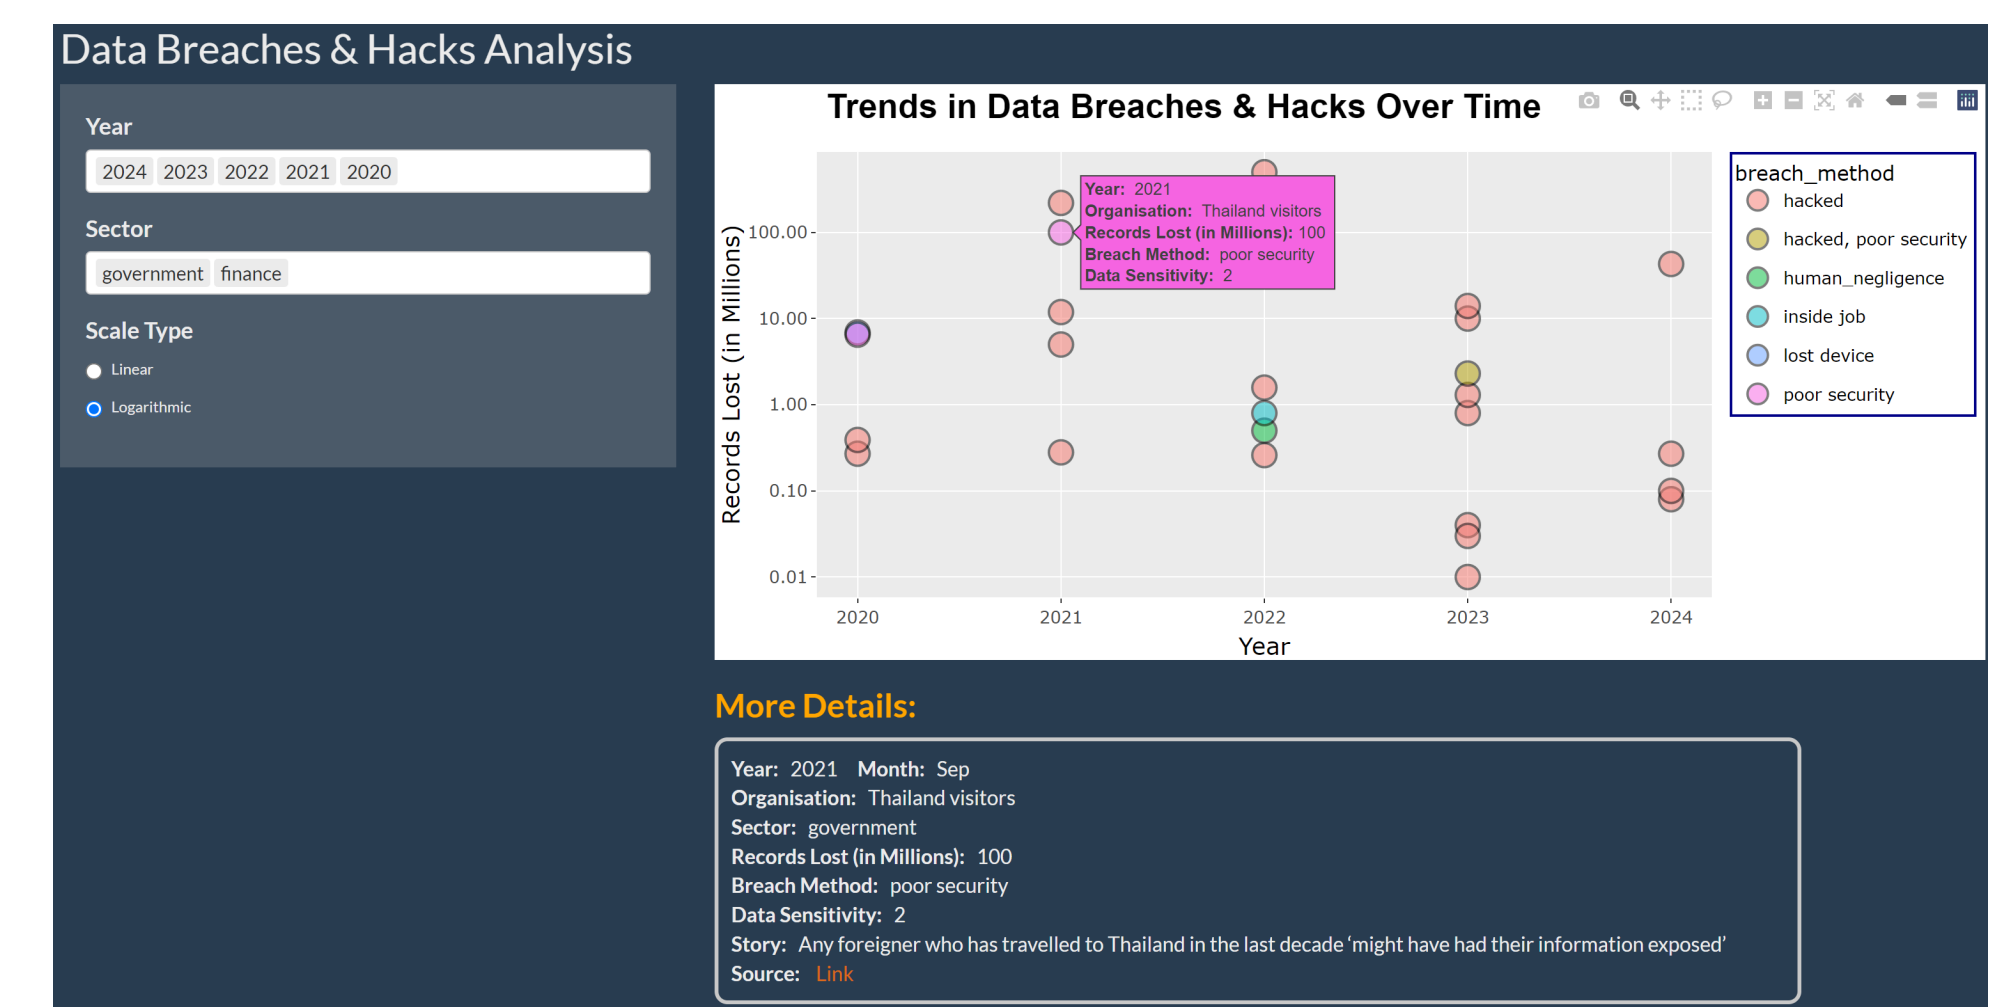 Data Breaches & Hacks Analysis
Year
2024 2023 2022 2021 2020
Sector
government finance
Scale Type
Linear
Logarithmic
Trends in Data Breaches & Hacks Over Time
Records Lost (in Millions)
100.00
10.00
1.00
0.10
0.01
2020 2021 2022 2023 2024
Year
Year: 2021
Organisation: Thailand visitors
Records Lost (in Millions): 100
Breach Method: poor security
Data Sensitivity: 2
breach_method
hacked
hacked, poor security
human_negligence
inside job
lost device
poor security
More Details:
Year: 2021 Month: Sep
Organisation: Thailand visitors
Sector: government
Records Lost (in Millions): 100
Breach Method: poor security
Data Sensitivity: 2
Story: Any foreigner who has travelled to Thailand in the last decade ‘might have had their information exposed’
Source: Link